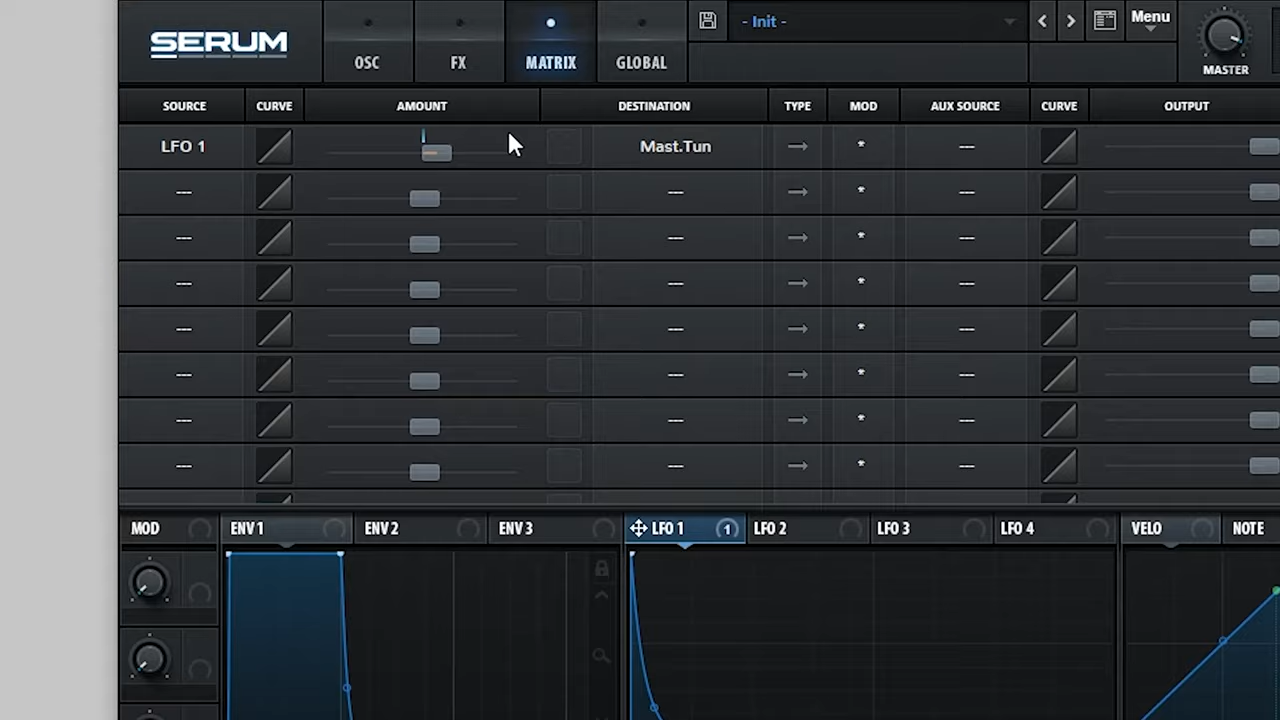 SERUM
OSC
FX
MATRIX
GLOBAL
- Init -
Menu
MASTER
SOURCE CURVE AMOUNT DESTINATION TYPE MOD AUX SOURCE CURVE OUTPUT
LFO 1 Mast.Tun → * ---
--- --- → * ---
--- --- → * ---
--- --- → * ---
--- --- → * ---
--- --- → * ---
--- --- → * ---
--- --- → * ---
MOD ENV 1 ENV 2 ENV 3 LFO 1 1 LFO 2 LFO 3 LFO 4 VELO NOTE